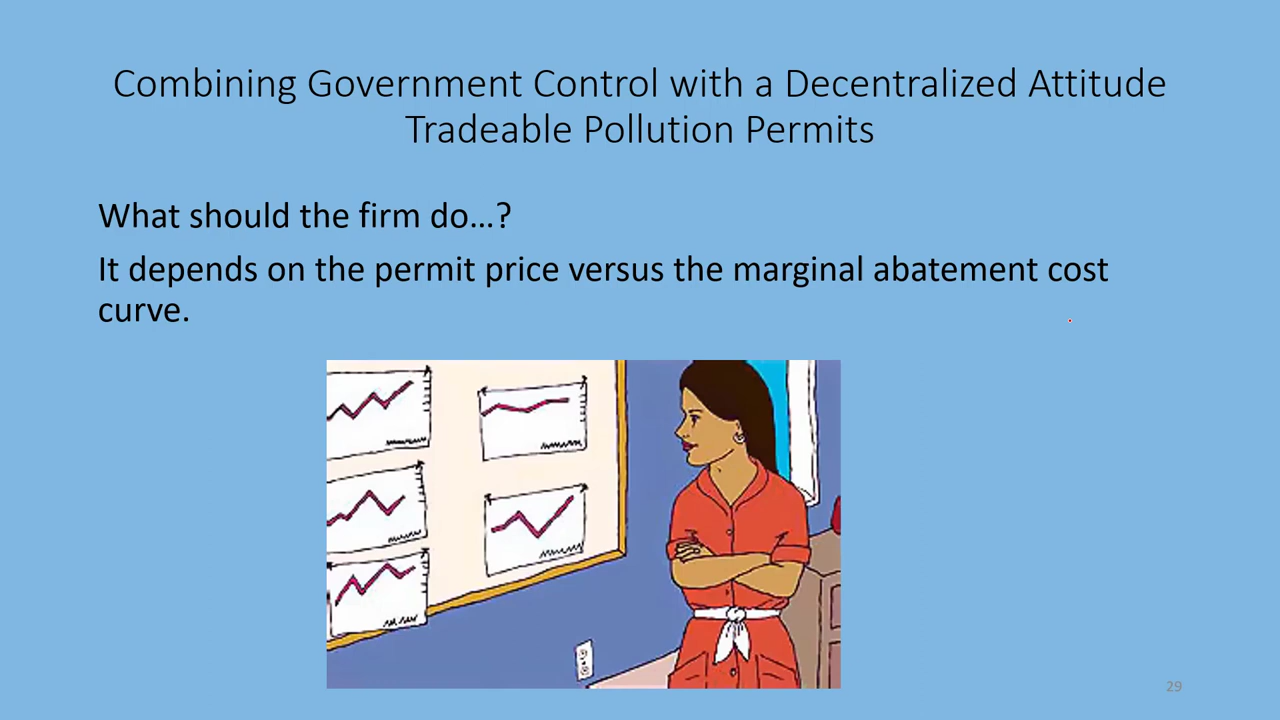 Combining Government Control with a Decentralized Attitude
Tradeable Pollution Permits
What should the firm do…?
It depends on the permit price versus the marginal abatement cost
curve.
29